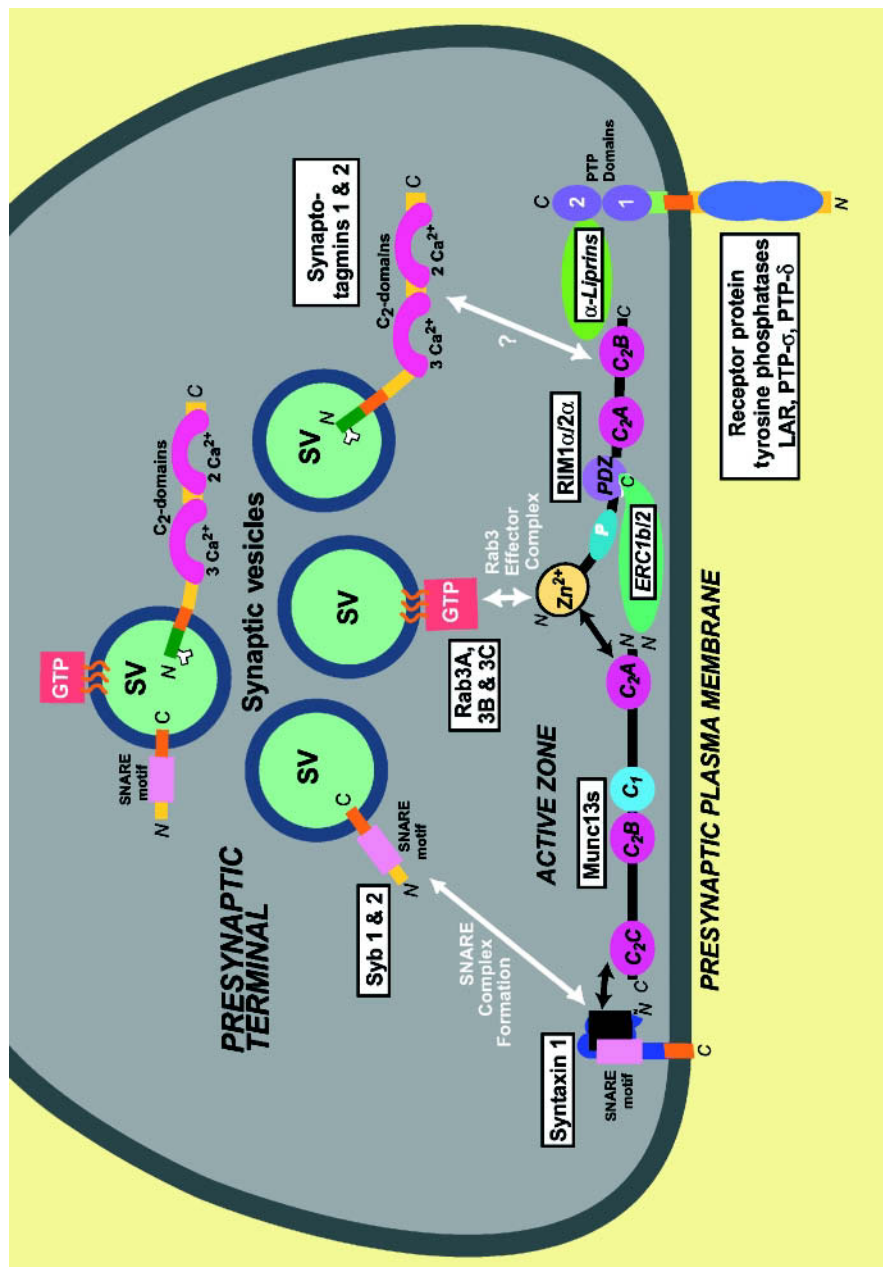 PRESYNAPTIC
TERMINAL
GTP
SV
N
C
SNARE
motif
N
C
C2-domains
3 Ca2+
2 Ca2+
Synaptic vesicles
SV
C
SNARE
motif
N
Syb 1 & 2
SV
GTP
Rab3A,
3B & 3C
Rab3
Effector
Complex
SV
N
C2-domains
3 Ca2+
2 Ca2+
C
Synapto-
tagmins 1 & 2
?
SNARE
Complex
Formation
ACTIVE ZONE
Syntaxin 1
SNARE
motif
N
C
C
C2C
Munc13s
C2B
C1
C2A
N
N
Zn2+
N
P
PDZ
C
ERC1b/2
RIM1α/2α
C2A
C2B
C
α-Liprins
C
2
1
PTP
Domains
N
PRESYNAPTIC PLASMA MEMBRANE
Receptor protein
tyrosine phosphatases
LAR, PTP-σ, PTP-δ